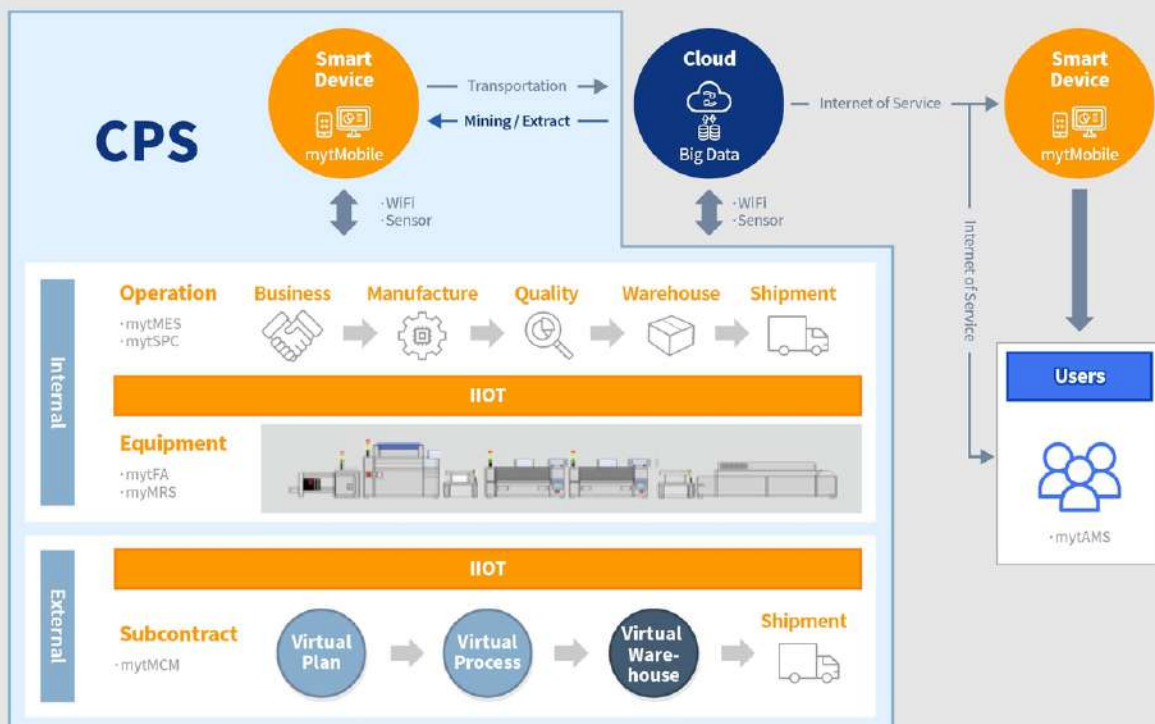 CPS
Smart
Device
mytMobile
Transportation
Mining / Extract
Cloud
Big Data
Internet of Service
Smart
Device
mytMobile
·WiFi
·Sensor
·WiFi
·Sensor
Internet of Service
Internal
Operation
·mytMES
·mytSPC
Business
Manufacture
Quality
Warehouse
Shipment
IIOT
Equipment
·mytFA
·myMRS
Users
·mytAMS
External
IIOT
Subcontract
·mytMCM
Virtual
Plan
Virtual
Process
Virtual
Ware-
house
Shipment